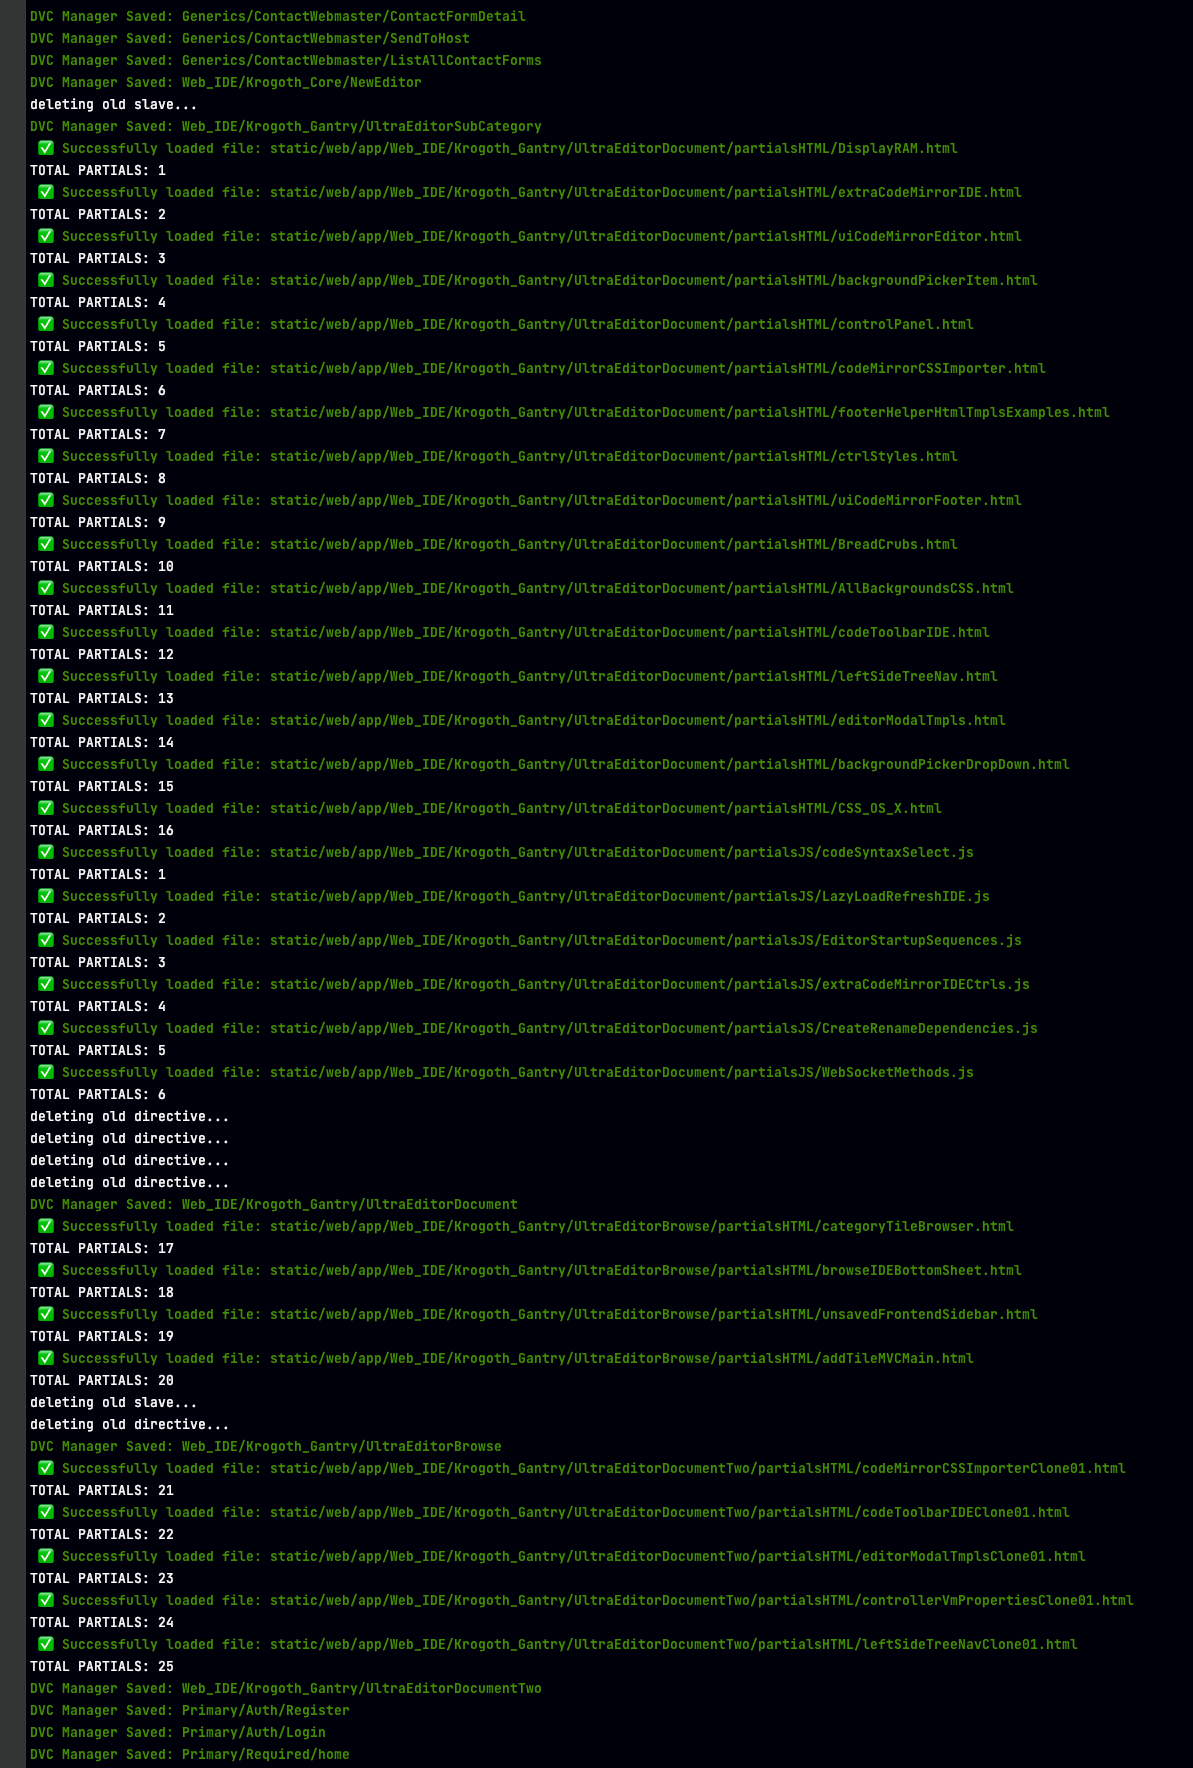 DVC Manager Saved: Generics/ContactWebmaster/ContactFormDetail
DVC Manager Saved: Generics/ContactWebmaster/SendToHost
DVC Manager Saved: Generics/ContactWebmaster/ListAllContactForms
DVC Manager Saved: Web_IDE/Krogoth_Core/NewEditor
deleting old slave...
DVC Manager Saved: Web_IDE/Krogoth_Gantry/UltraEditorSubCategory
✅ Successfully loaded file: static/web/app/Web_IDE/Krogoth_Gantry/UltraEditorDocument/partialsHTML/DisplayRAM.html
TOTAL PARTIALS: 1
✅ Successfully loaded file: static/web/app/Web_IDE/Krogoth_Gantry/UltraEditorDocument/partialsHTML/extraCodeMirrorIDE.html
TOTAL PARTIALS: 2
✅ Successfully loaded file: static/web/app/Web_IDE/Krogoth_Gantry/UltraEditorDocument/partialsHTML/uiCodeMirrorEditor.html
TOTAL PARTIALS: 3
✅ Successfully loaded file: static/web/app/Web_IDE/Krogoth_Gantry/UltraEditorDocument/partialsHTML/backgroundPickerItem.html
TOTAL PARTIALS: 4
✅ Successfully loaded file: static/web/app/Web_IDE/Krogoth_Gantry/UltraEditorDocument/partialsHTML/controlPanel.html
TOTAL PARTIALS: 5
✅ Successfully loaded file: static/web/app/Web_IDE/Krogoth_Gantry/UltraEditorDocument/partialsHTML/codeMirrorCSSImporter.html
TOTAL PARTIALS: 6
✅ Successfully loaded file: static/web/app/Web_IDE/Krogoth_Gantry/UltraEditorDocument/partialsHTML/footerHelperHtmlTmplsExamples.html
TOTAL PARTIALS: 7
✅ Successfully loaded file: static/web/app/Web_IDE/Krogoth_Gantry/UltraEditorDocument/partialsHTML/ctrlStyles.html
TOTAL PARTIALS: 8
✅ Successfully loaded file: static/web/app/Web_IDE/Krogoth_Gantry/UltraEditorDocument/partialsHTML/uiCodeMirrorFooter.html
TOTAL PARTIALS: 9
✅ Successfully loaded file: static/web/app/Web_IDE/Krogoth_Gantry/UltraEditorDocument/partialsHTML/BreadCrubs.html
TOTAL PARTIALS: 10
✅ Successfully loaded file: static/web/app/Web_IDE/Krogoth_Gantry/UltraEditorDocument/partialsHTML/AllBackgroundsCSS.html
TOTAL PARTIALS: 11
✅ Successfully loaded file: static/web/app/Web_IDE/Krogoth_Gantry/UltraEditorDocument/partialsHTML/codeToolbarIDE.html
TOTAL PARTIALS: 12
✅ Successfully loaded file: static/web/app/Web_IDE/Krogoth_Gantry/UltraEditorDocument/partialsHTML/leftSideTreeNav.html
TOTAL PARTIALS: 13
✅ Successfully loaded file: static/web/app/Web_IDE/Krogoth_Gantry/UltraEditorDocument/partialsHTML/editorModalTmpls.html
TOTAL PARTIALS: 14
✅ Successfully loaded file: static/web/app/Web_IDE/Krogoth_Gantry/UltraEditorDocument/partialsHTML/backgroundPickerDropDown.html
TOTAL PARTIALS: 15
✅ Successfully loaded file: static/web/app/Web_IDE/Krogoth_Gantry/UltraEditorDocument/partialsHTML/CSS_OS_X.html
TOTAL PARTIALS: 16
✅ Successfully loaded file: static/web/app/Web_IDE/Krogoth_Gantry/UltraEditorDocument/partialsJS/codeSyntaxSelect.js
TOTAL PARTIALS: 1
✅ Successfully loaded file: static/web/app/Web_IDE/Krogoth_Gantry/UltraEditorDocument/partialsJS/LazyLoadRefreshIDE.js
TOTAL PARTIALS: 2
✅ Successfully loaded file: static/web/app/Web_IDE/Krogoth_Gantry/UltraEditorDocument/partialsJS/EditorStartupSequences.js
TOTAL PARTIALS: 3
✅ Successfully loaded file: static/web/app/Web_IDE/Krogoth_Gantry/UltraEditorDocument/partialsJS/extraCodeMirrorIDECtrls.js
TOTAL PARTIALS: 4
✅ Successfully loaded file: static/web/app/Web_IDE/Krogoth_Gantry/UltraEditorDocument/partialsJS/CreateRenameDependencies.js
TOTAL PARTIALS: 5
✅ Successfully loaded file: static/web/app/Web_IDE/Krogoth_Gantry/UltraEditorDocument/partialsJS/WebSocketMethods.js
TOTAL PARTIALS: 6
deleting old directive...
deleting old directive...
deleting old directive...
deleting old directive...
DVC Manager Saved: Web_IDE/Krogoth_Gantry/UltraEditorDocument
✅ Successfully loaded file: static/web/app/Web_IDE/Krogoth_Gantry/UltraEditorBrowse/partialsHTML/categoryTileBrowser.html
TOTAL PARTIALS: 17
✅ Successfully loaded file: static/web/app/Web_IDE/Krogoth_Gantry/UltraEditorBrowse/partialsHTML/browseIDEBottomSheet.html
TOTAL PARTIALS: 18
✅ Successfully loaded file: static/web/app/Web_IDE/Krogoth_Gantry/UltraEditorBrowse/partialsHTML/unsavedFrontendSidebar.html
TOTAL PARTIALS: 19
✅ Successfully loaded file: static/web/app/Web_IDE/Krogoth_Gantry/UltraEditorBrowse/partialsHTML/addTileMVCMain.html
TOTAL PARTIALS: 20
deleting old slave...
deleting old directive...
DVC Manager Saved: Web_IDE/Krogoth_Gantry/UltraEditorBrowse
✅ Successfully loaded file: static/web/app/Web_IDE/Krogoth_Gantry/UltraEditorDocumentTwo/partialsHTML/codeMirrorCSSImporterClone01.html
TOTAL PARTIALS: 21
✅ Successfully loaded file: static/web/app/Web_IDE/Krogoth_Gantry/UltraEditorDocumentTwo/partialsHTML/codeToolbarIDEClone01.html
TOTAL PARTIALS: 22
✅ Successfully loaded file: static/web/app/Web_IDE/Krogoth_Gantry/UltraEditorDocumentTwo/partialsHTML/editorModalTmplsClone01.html
TOTAL PARTIALS: 23
✅ Successfully loaded file: static/web/app/Web_IDE/Krogoth_Gantry/UltraEditorDocumentTwo/partialsHTML/controllerVmPropertiesClone01.html
TOTAL PARTIALS: 24
✅ Successfully loaded file: static/web/app/Web_IDE/Krogoth_Gantry/UltraEditorDocumentTwo/partialsHTML/leftSideTreeNavClone01.html
TOTAL PARTIALS: 25
DVC Manager Saved: Web_IDE/Krogoth_Gantry/UltraEditorDocumentTwo
DVC Manager Saved: Primary/Auth/Register
DVC Manager Saved: Primary/Auth/Login
DVC Manager Saved: Primary/Required/home